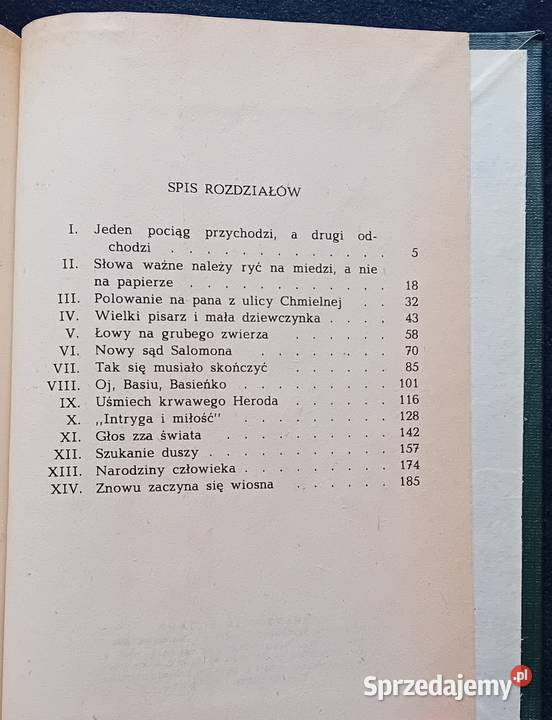 SPIS ROZDZIAŁÓW
I. Jeden pociąg przychodzi, a drugi od-
chodzi . . . . . . . . . . . 5
II. Słowa ważne należy ryć na miedzi, a nie
na papierze . . . . . . . . . 18
III. Polowanie na pana z ulicy Chmielnej . . 32
IV. Wielki pisarz i mała dziewczynka . . . . 43
V. Łowy na grubego zwierza . . . . . 58
VI. Nowy sąd Salomona . . . . . . . 70
VII. Tak się musiało skończyć . . . . . . 85
VIII. Oj, Basiu, Basieńko . . . . . . . . 101
IX. Uśmiech krwawego Heroda . . . . . 116
X. „Intryga i miłość" . . . . . . . . 128
XI. Głos zza świata . . . . . . . . 142
XII. Szukanie duszy . . . . . . . . . 157
XIII. Narodziny człowieka . . . . . . . . 174
XIV. Znowu zaczyna się wiosna . . . . . 185
Sprzedajemy.pl